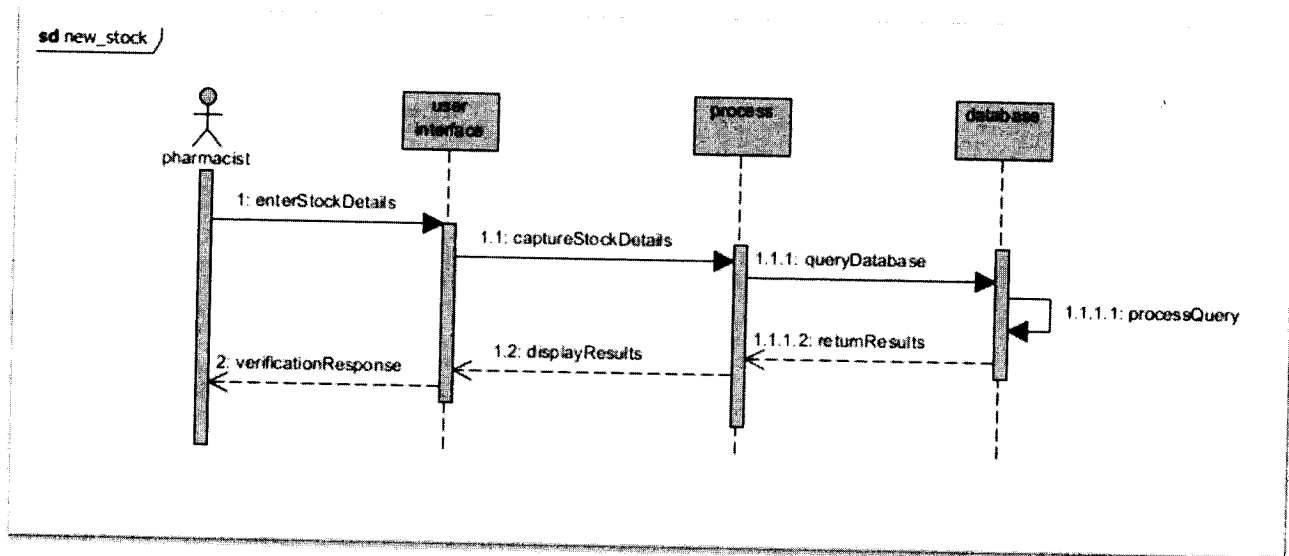 sd new_stock
pharmacist
user
interface
process
database
1: enterStockDetails
1.1: captureStockDetails
1.1.1: queryDatabase
1.1.1.1: processQuery
1.1.1.2: returnResults
1.2: displayResults
2: verificationResponse